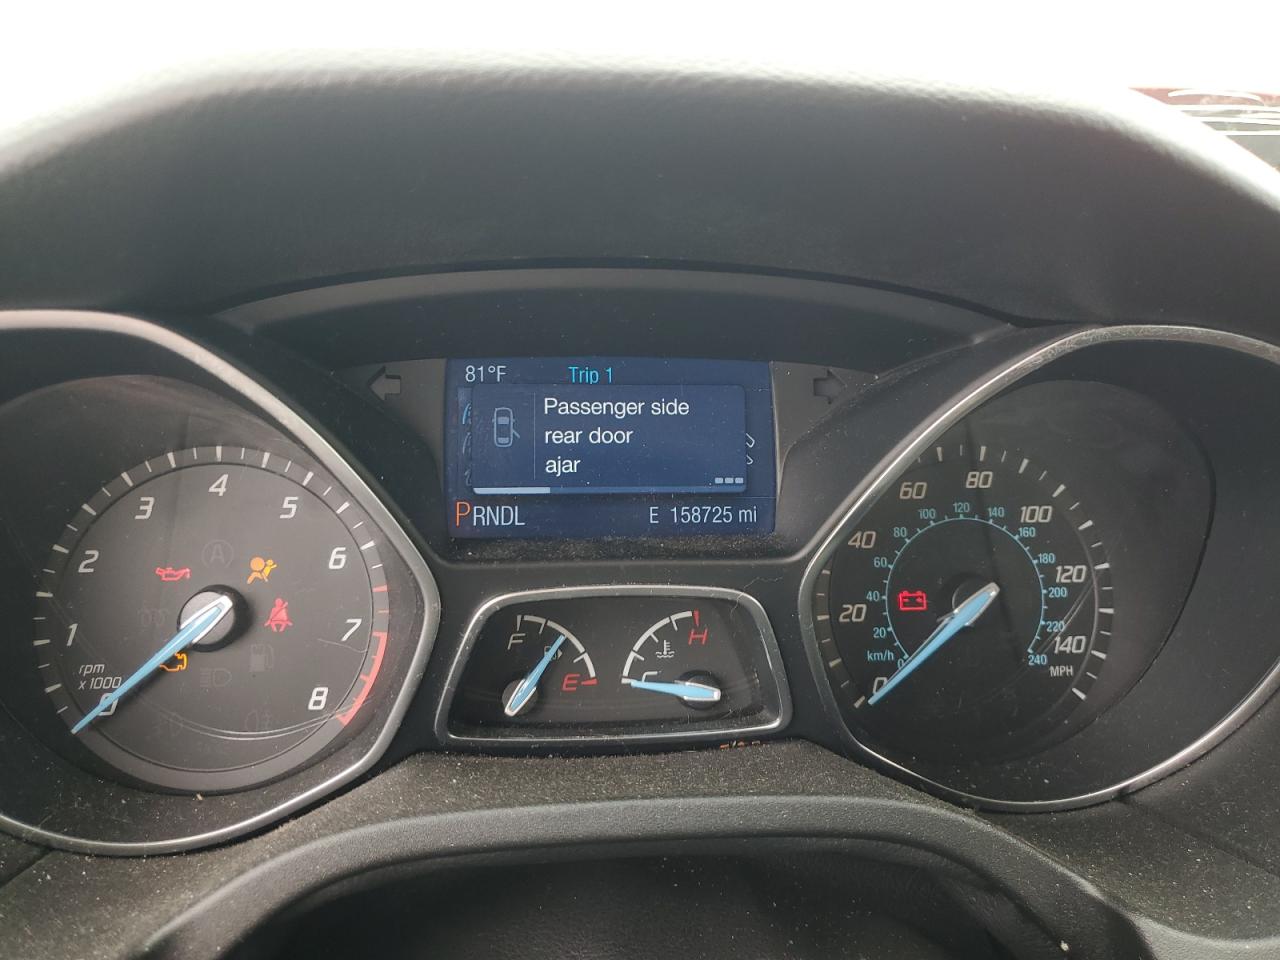 81°F Trip 1
Passenger side
rear door
ajar
PRNDL E 158725 mi
0 1 2 3 4 5 6 7 8
rpm
x 1000
A
F E
H C
0 20 40 60 80 100 120 140
MPH
0 20 40 60 80 100 120 140 160 180 200 220 240
km/h